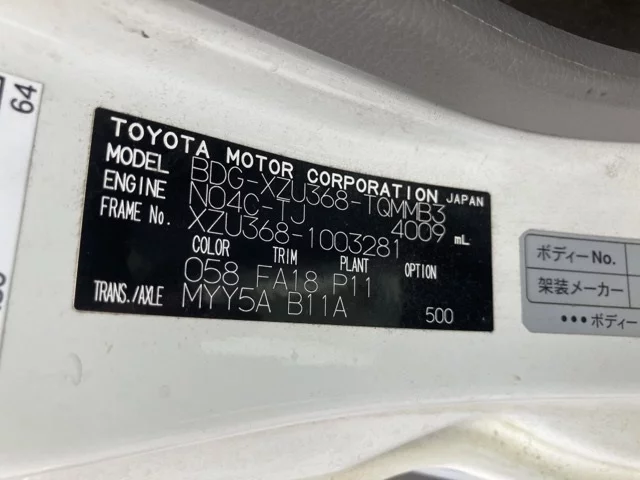 TOYOTA MOTOR CORPORATION JAPAN
MODEL BDG-XZU368-TQMMB3
ENGINE N04C-TJ 4009 mL
FRAME No. XZU368-1003281
COLOR TRIM PLANT OPTION
058 FA18 P11
TRANS./AXLE MYY5A B11A 500
64
ボディーNo.
架装メーカー
•••ボディー